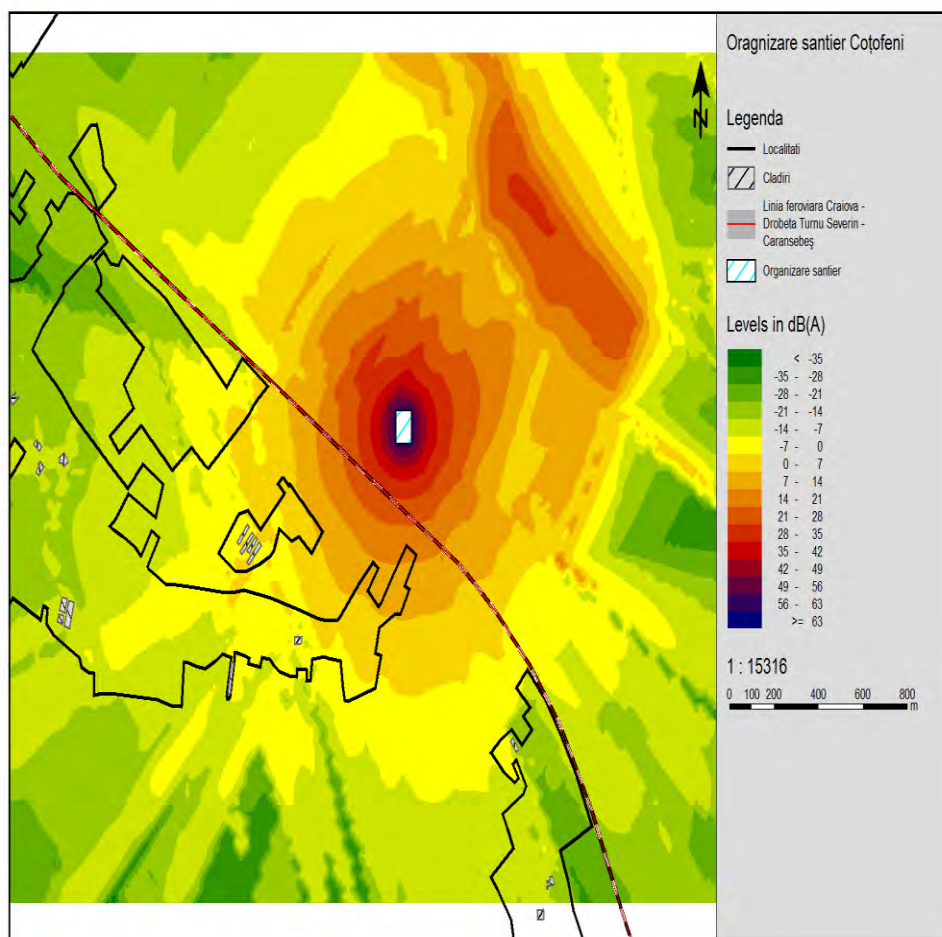 Oragnizare santier Coțofeni
N
Legenda
Localitati
Cladiri
Linia feroviara Craiova -
Drobeta Turnu Severin -
Caransebeș
Organizare santier
Levels in dB(A)
< -35
-35 - -28
-28 - -21
-21 - -14
-14 - -7
-7 - 0
0 - 7
7 - 14
14 - 21
21 - 28
28 - 35
35 - 42
42 - 49
49 - 56
56 - 63
>= 63
1 : 15316
0 100 200 400 600 800
m